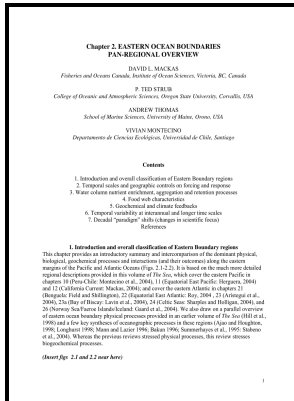 Chapter 2. EASTERN OCEAN BOUNDARIES
PAN-REGIONAL OVERVIEW
DAVID L. MACKAS
Fisheries and Oceans Canada, Institute of Ocean Sciences, Victoria, BC. Canada
P. TED STRUB
College of Oceanic and Atmospheric Sciences, Oregon State University, Corvallis, USA
ANDREW THOMAS
School of Marine Sciences, University of Maine, Orono, USA
VIVIAN MONTECINO
Departamento de Ciencias Ecológicas, Universidad de Chile, Santiago
Contents
1. Introduction and overall classification of Eastern Boundary regions
2. Temporal scales and geographic controls on forcing and response
3. Water column nutrient enrichment, aggregation and retention processes
4. Food web characteristics
5. Geochemical and climate feedbacks
6. Temporal variability at interannual and longer time scales
7. Decadal "paradigm" shifts (changes in scientific focus)
References
1. Introduction and overall classification of Eastern Boundary regions
This chapter provides an introductory summary and intercomparison of the dominant physical,
biological, geochemical processes and interactions (and their outcomes) along the eastern
margins of the Pacific and Atlantic Oceans (Figs. 2.1-2.2). It is based on the much more detailed
regional descriptions provided in this volume of The Sea, which cover the eastern Pacific in
chapters 10 (Peru-Chile: Montecino et al., 2004), 11 (Equatorial East Pacific: Herguera, 2004)
and 12 (California Current: Mackas, 2004); and cover the eastern Atlantic in chapters 21
(Benguela: Field and Shillington), 22 (Equatorial East Atlantic: Roy, 2004 , 23 (Aristegui et al.,
2004), 23a (Bay of Biscay: Lavin et al., 2004), 24 (Celtic Seas: Sharples and Holligan, 2004), and
26 (Norway Sea/Faeroe Islands/Iceland: Gaard et al., 2004). We also draw on a parallel overview
of eastern ocean boundary physical processes provided in an earlier volume of The Sea (Hill et al.,
1998) and a few key syntheses of oceanographic processes in these regions (Ajao and Houghton,
1998; Longhurst 1998; Mann and Lazier 1996; Bakun 1996; Summerhayes et al., 1995; Stabeno
et al., 2004). Whereas the previous reviews stressed physical processes, this review stresses
biogeochemical processes.
(Insert figs 2.1 and 2.2 near here)
1